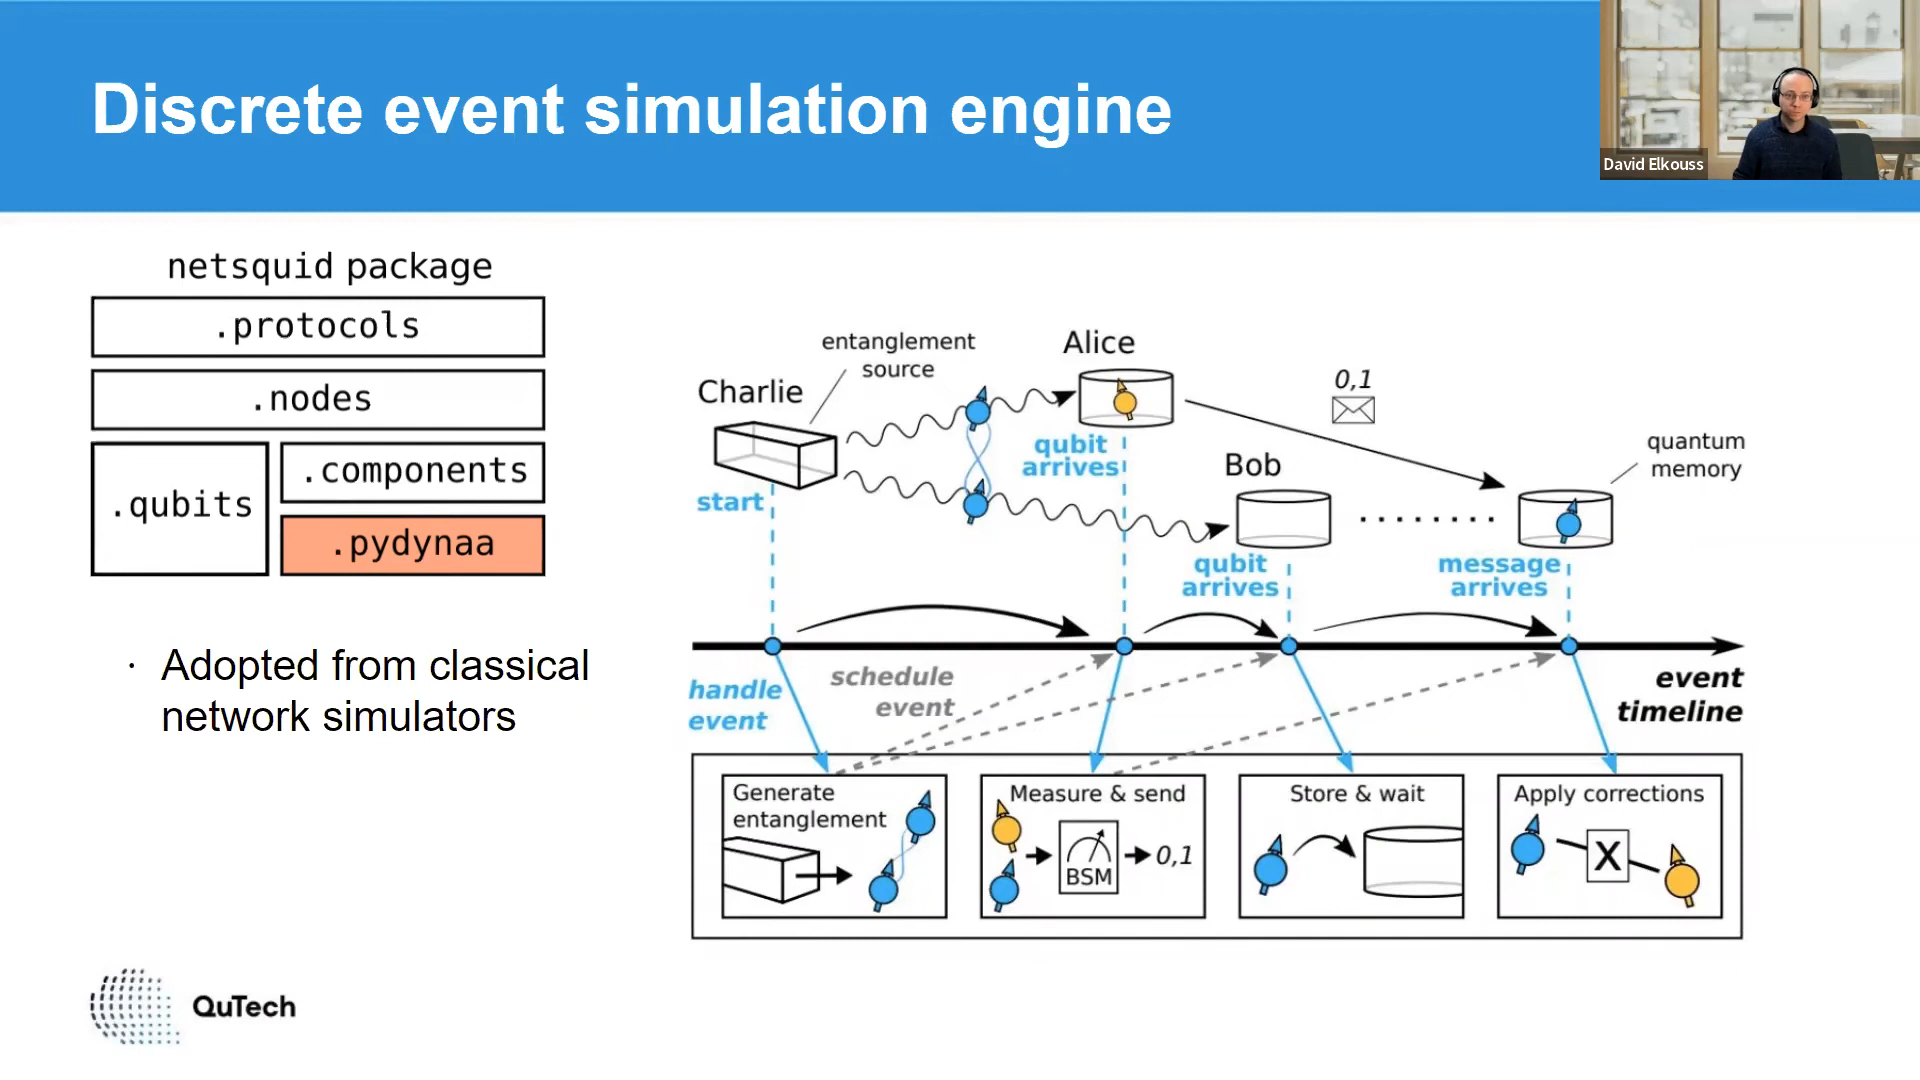 Discrete event simulation engine
David Elkouss
netsquid package
.protocols
.nodes
.qubits
.components
.pydynaa
· Adopted from classical
network simulators
Charlie
entanglement
source
Alice
0,1
quantum
memory
Bob
start
qubit
arrives
qubit
arrives
message
arrives
handle
event
schedule
event
event
timeline
Generate
entanglement
Measure & send
BSM
0,1
Store & wait
Apply corrections
X
QuTech